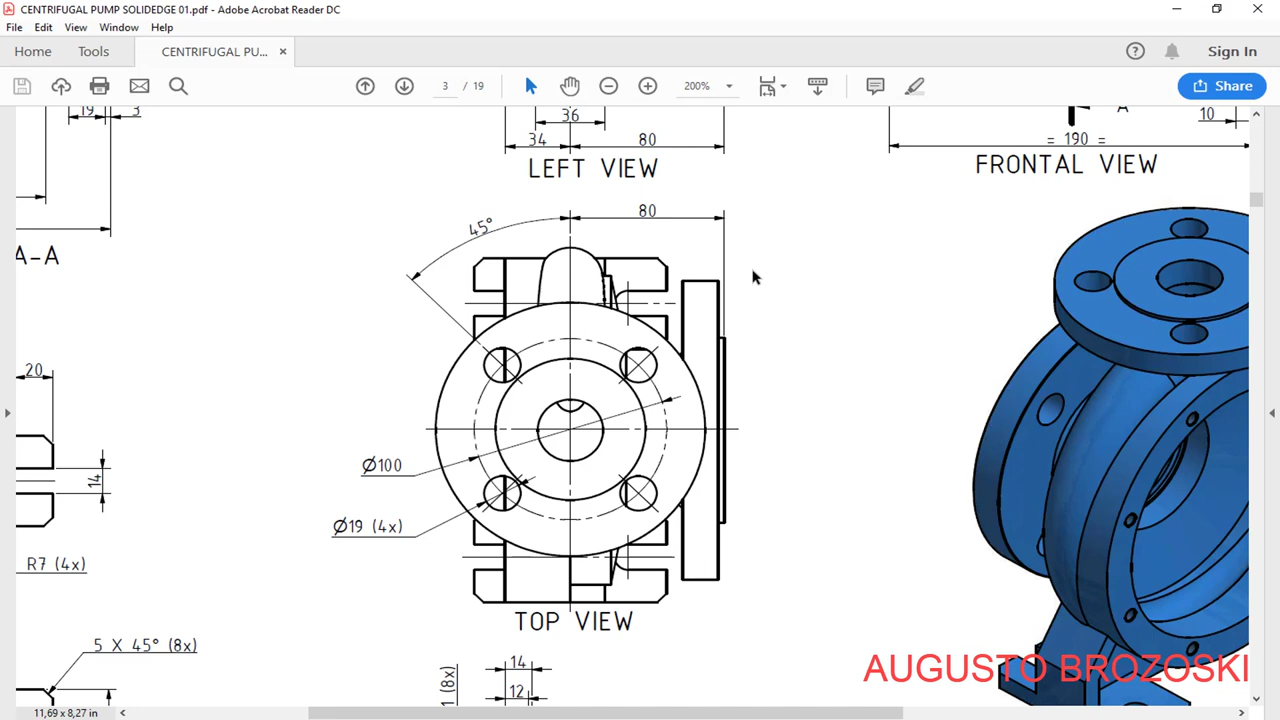 CENTRIFUGAL PUMP SOLIDEDGE 01.pdf - Adobe Acrobat Reader DC
File Edit View Window Help
Home Tools CENTRIFUGAL PU... × Sign In
3 / 19 200% Share
19 3
36
34 80
LEFT VIEW
A
10
= 190 =
FRONTAL VIEW
45° 80
A-A
20
14
Ø100
Ø19 (4x)
R7 (4x)
TOP VIEW
5 X 45° (8x)
14
12
(8x)
AUGUSTO BROZOSKI
11,69 x 8,27 in